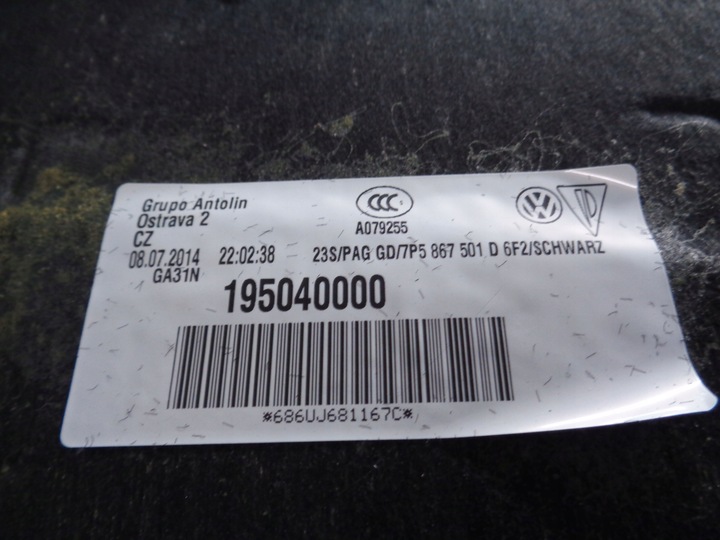 Grupo Antolin
Ostrava 2
CZ
08.07.2014 22:02:38
GA31N
CCC S
A079255
23S/PAG GD/7P5 867 501 D 6F2/SCHWARZ
195040000
*686UJ681167C*